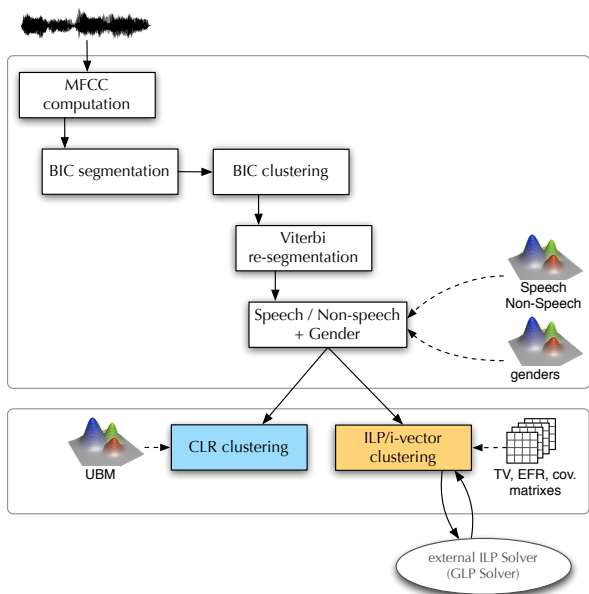 MFCC
computation
BIC segmentation
BIC clustering
Viterbi
re-segmentation
Speech / Non-speech
+ Gender
Speech
Non-Speech
genders
UBM
CLR clustering
ILP/i-vector
clustering
TV, EFR, cov.
matrixes
external ILP Solver
(GLP Solver)